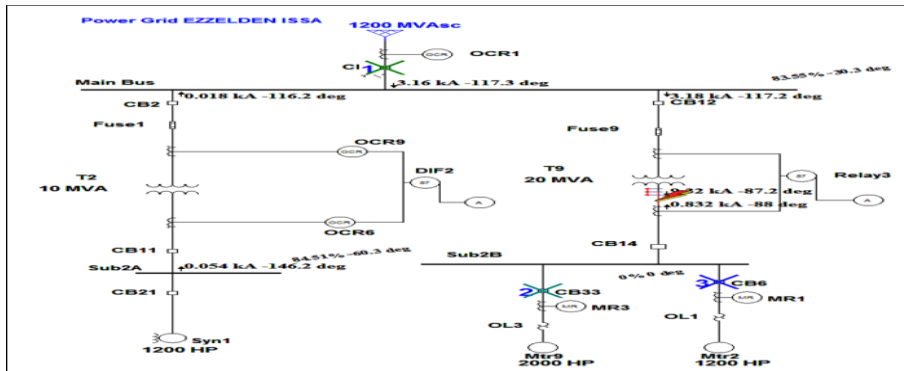 Power Grid EZZELDEN ISSA
1200 MVAsc
OCR OCR1
1
3.16 kA -117.3 deg
83.55% -30.3 deg
Main Bus
0.018 kA -116.2 deg
3.18 kA -117.2 deg
CB2
CB12
Fuse1
Fuse9
OCR OCR9
T2
10 MVA
DIF2
87
A
T9
20 MVA
87
Relay3
A
-87.2 deg
0.832 kA -88 deg
OCR
OCR6
CB11
CB14
84.51% -60.3 deg
Sub2A
0.054 kA -146.2 deg
Sub2B
0% 0 deg
CB21
2 CB33
3 CB6
MR MR3
MR MR1
OL3
OL1
Syn1
1200 HP
Mtr9
2000 HP
Mtr2
1200 HP